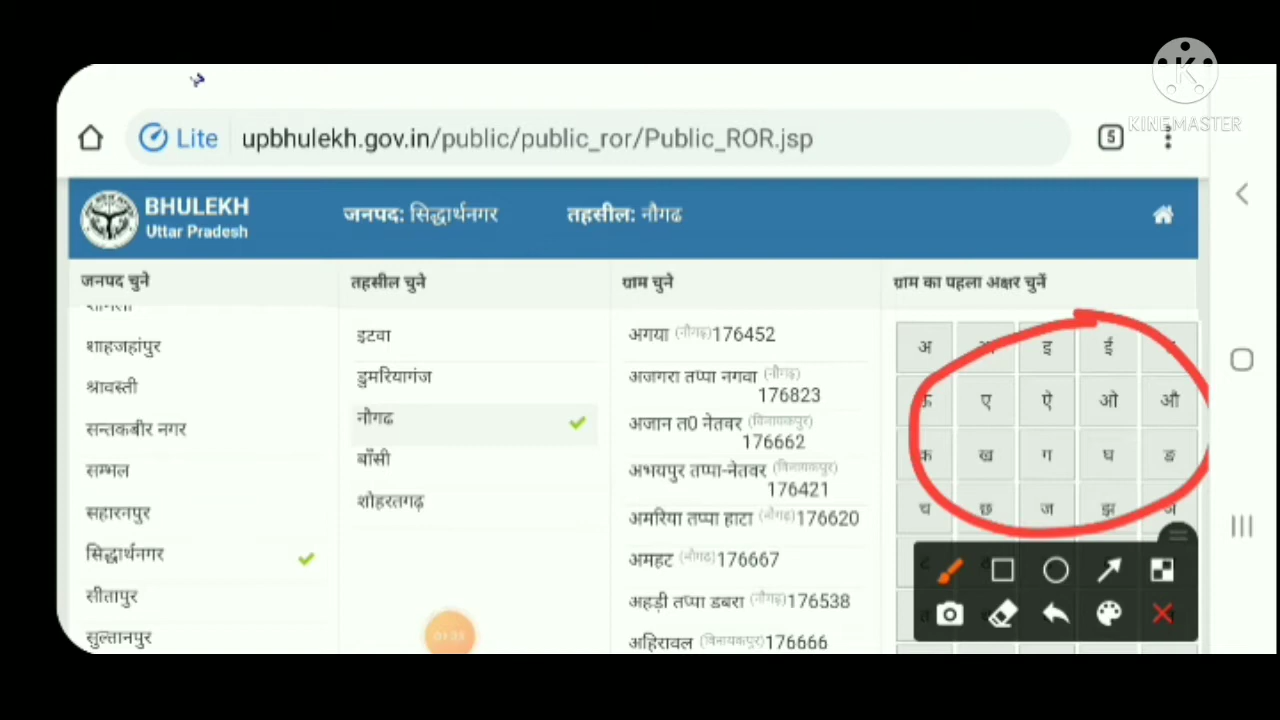 KINEMASTER
Lite upbhulekh.gov.in/public/public_ror/Public_ROR.jsp 5
BHULEKH
Uttar Pradesh
जनपद: सिद्धार्थनगर तहसील: नौगढ
जनपद चुने तहसील चुने ग्राम चुने ग्राम का पहला अक्षर चुनें
शाहजहांपुर
श्रावस्ती
सन्तकबीर नगर
सम्भल
सहारनपुर
सिद्धार्थनगर
सीतापुर
सुल्तानपुर
इटवा
डुमरियागंज
नौगढ
बाँसी
शोहरतगढ़
अगया (नौगढ़)176452
अजगरा तप्पा नगवा (नौगढ़)
176823
अजान त0 नेतवर (विनायकपुर)
176662
अभयपुर तप्पा-नेतवर (विनायकपुर)
176421
अमरिया तप्पा हाटा (नौगढ़)176620
अमहट (नौगढ़)176667
अहड़ी तप्पा डबरा (नौगढ़)176538
अहिरावल (विनायकपुर)176666
अ आ इ ई
ऊ ए ऐ ओ औ
क ख ग घ ङ
च छ ज झ ञ